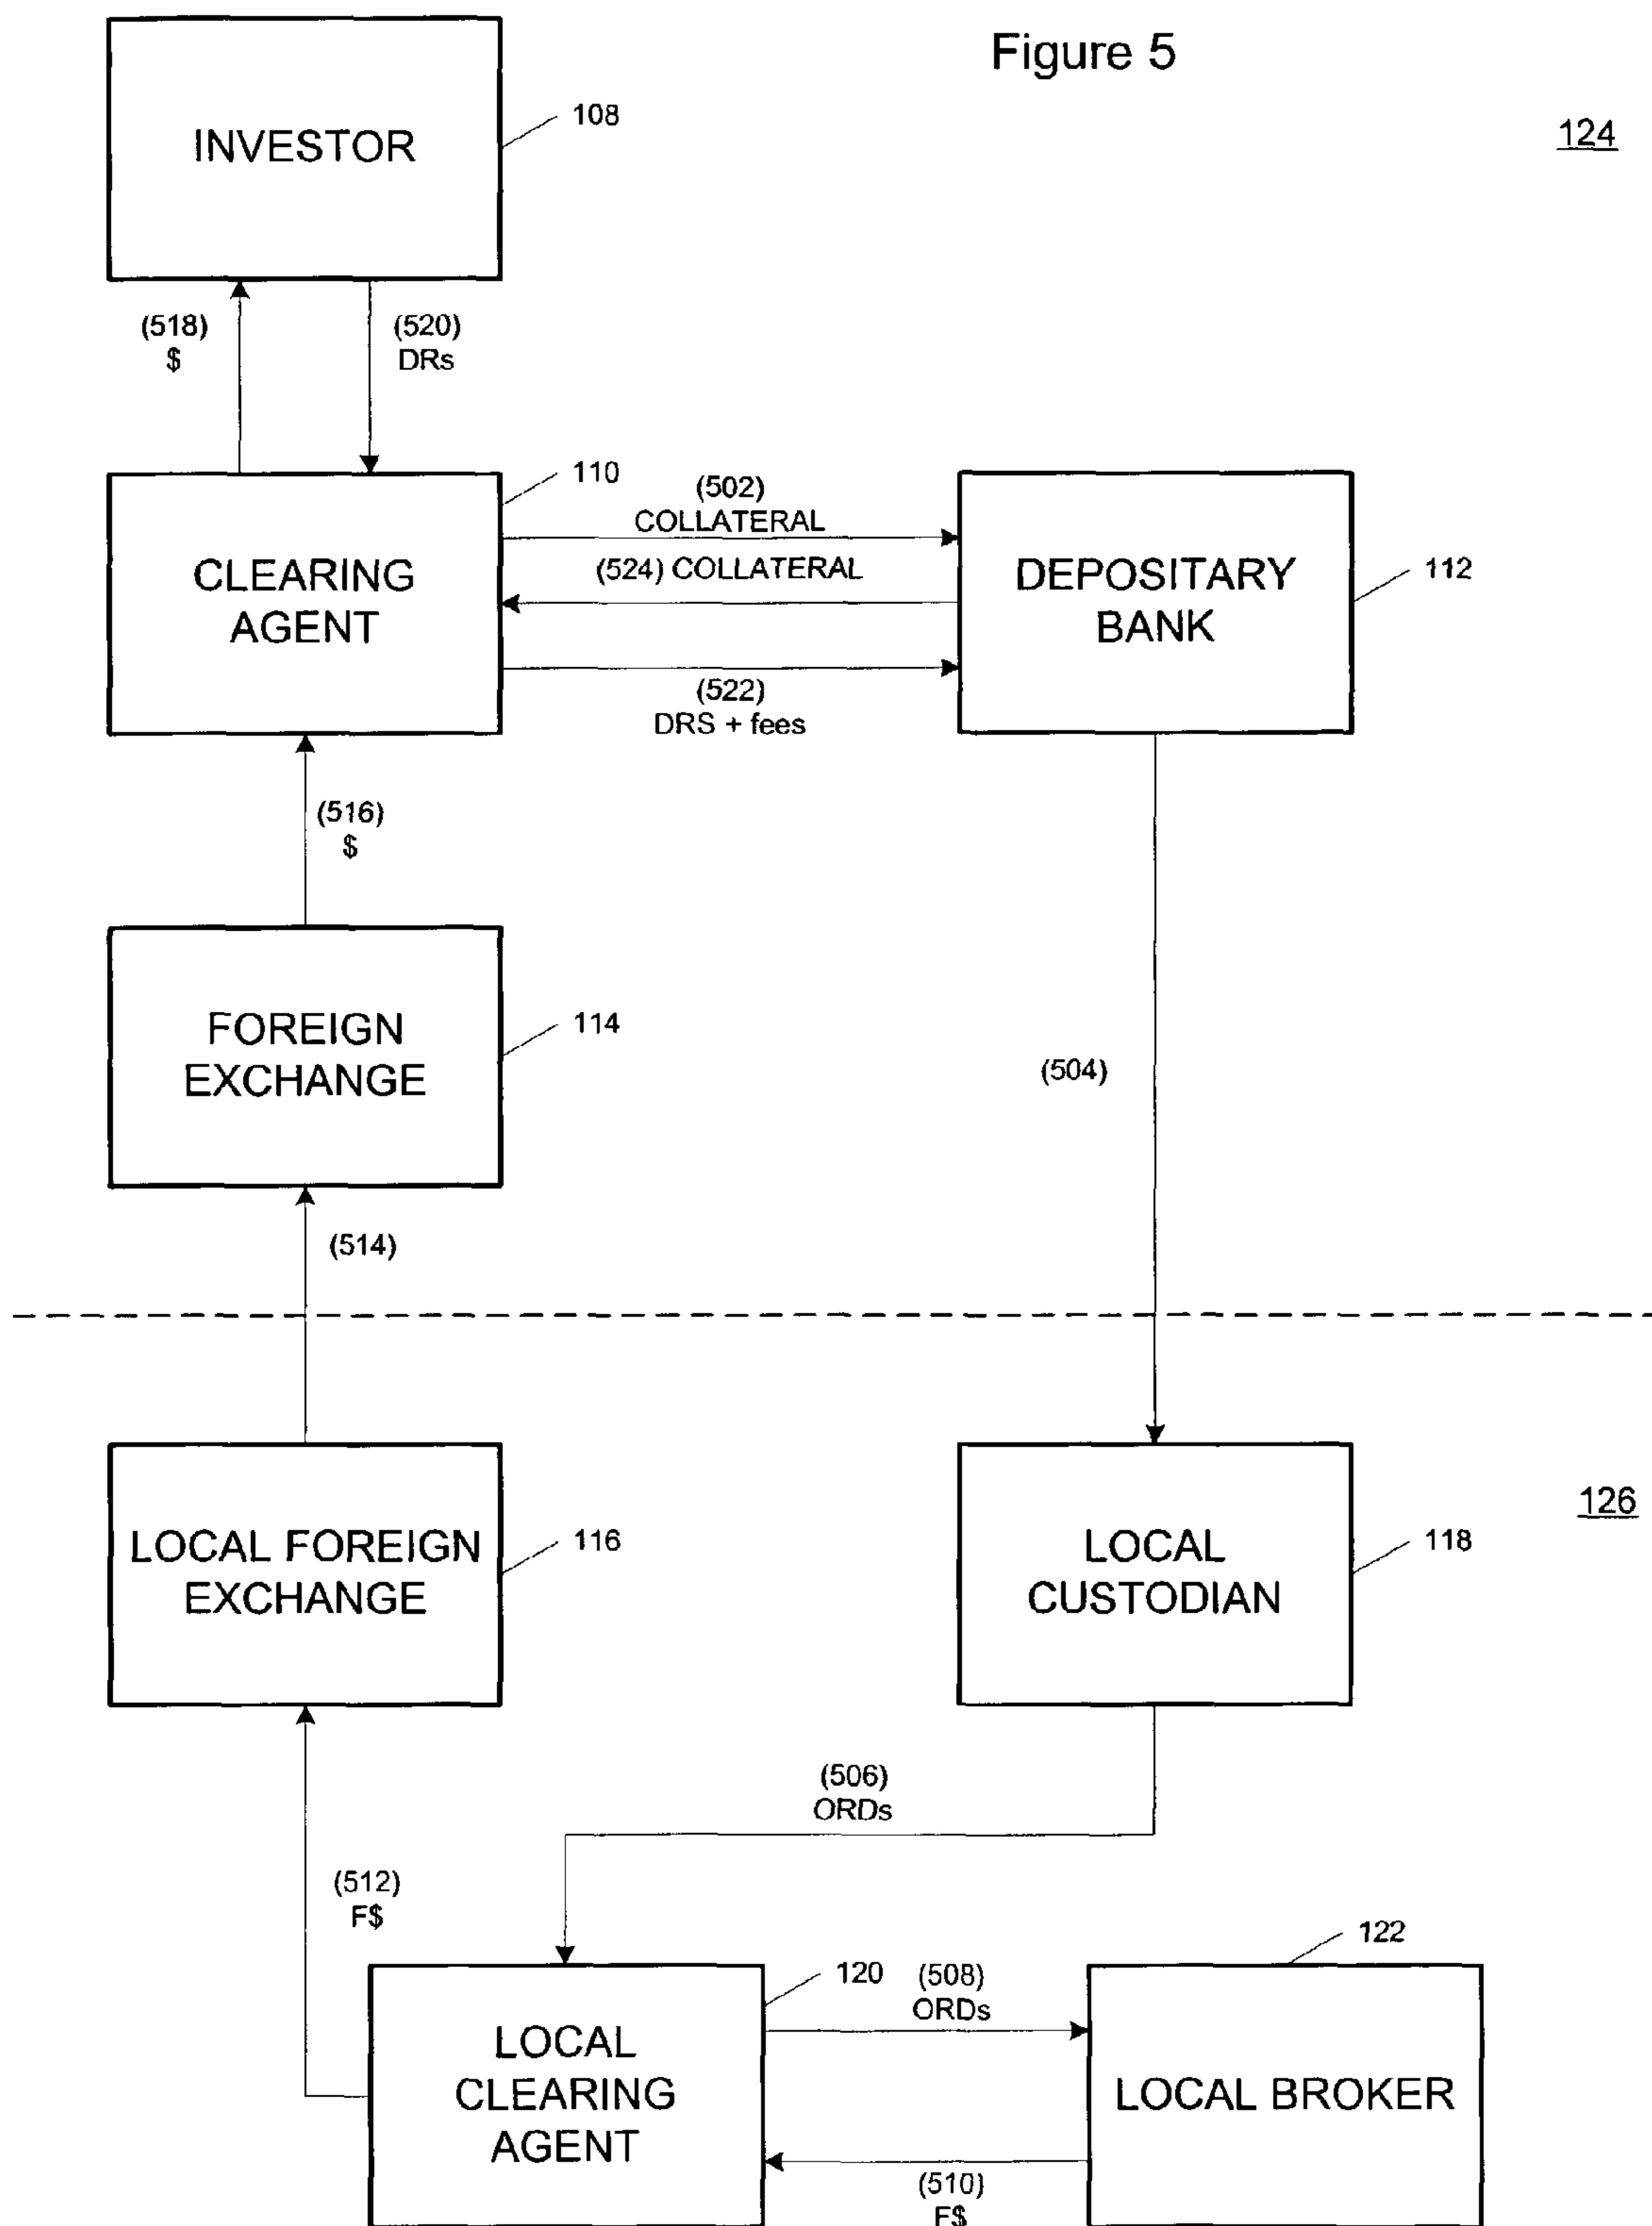 Figure 5
124
INVESTOR
108
(518)
$
(520)
DRs
110
CLEARING
AGENT
(502)
COLLATERAL
(524) COLLATERAL
(522)
DRS + fees
DEPOSITARY
BANK
112
(516)
$
FOREIGN
EXCHANGE
114
(504)
(514)
LOCAL FOREIGN
EXCHANGE
116
LOCAL
CUSTODIAN
118
126
(506)
ORDs
(512)
F$
LOCAL
CLEARING
AGENT
120
(508)
ORDs
122
LOCAL BROKER
(510)
F$